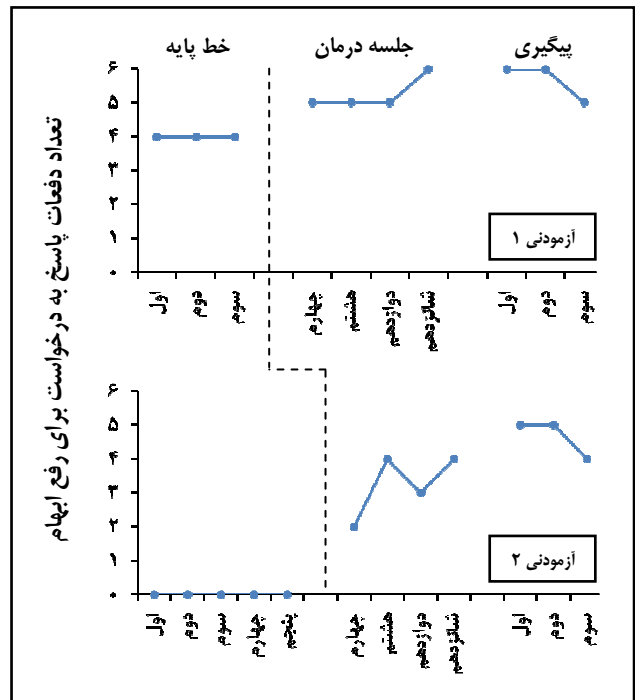 خط پایه
جلسه درمان
پیگیری
تعداد دفعات پاسخ به درخواست برای رفع ابهام
۶
۵
۴
۳
۲
۱
۰
آزمودنی ۱
اول
دوم
سوم
چهارم
هشتم
دوازدهم
شانزدهم
اول
دوم
سوم
۶
۵
۴
۳
۲
۱
۰
آزمودنی ۲
اول
دوم
سوم
چهارم
پنجم
چهارم
هشتم
دوازدهم
شانزدهم
اول
دوم
سوم